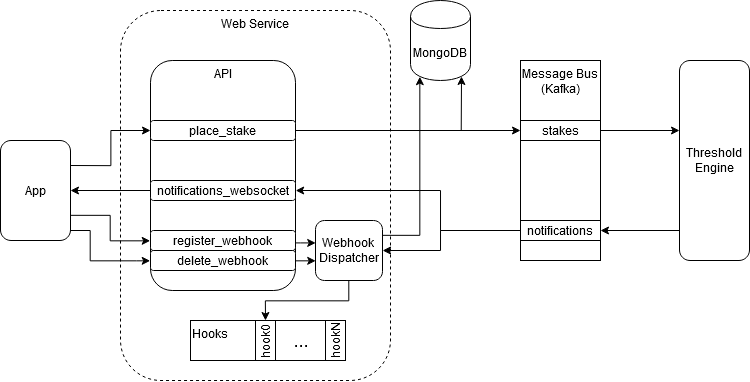 Web Service
MongoDB
API
Message Bus
(Kafka)
place_stake
stakes
Threshold
Engine
App
notifications_websocket
notifications
register_webhook
delete_webhook
Webhook
Dispatcher
Hooks
hook0
...
hookN